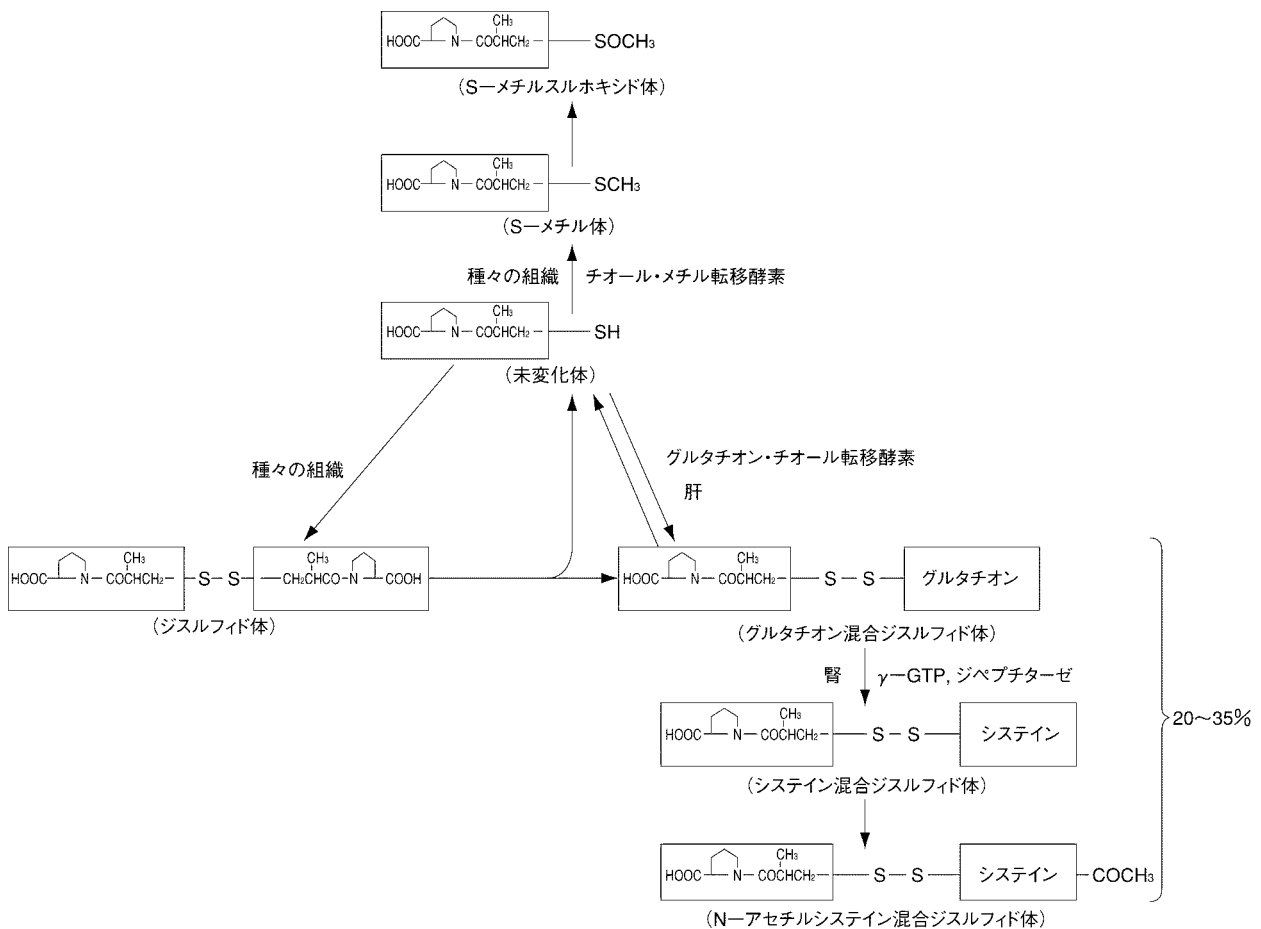 CH₃
HOOC N－COCHCH₂－ SOCH₃
（S－メチルスルホキシド体）
CH₃
HOOC N－COCHCH₂－ SCH₃
（S－メチル体）
種々の組織 チオール・メチル転移酵素
CH₃
HOOC N－COCHCH₂－ SH
（未変化体）
種々の組織
グルタチオン・チオール転移酵素
肝
CH₃ CH₃
HOOC N－COCHCH₂－ S－S －CH₂CHCO－N COOH
（ジスルフィド体）
CH₃
HOOC N－COCHCH₂－ S－S グルタチオン
（グルタチオン混合ジスルフィド体）
腎 γ－GTP, ジペプチターゼ
CH₃
HOOC N－COCHCH₂－ S－S システイン
（システイン混合ジスルフィド体）
20〜35％
CH₃
HOOC N－COCHCH₂－ S－S システイン COCH₃
（N－アセチルシステイン混合ジスルフィド体）